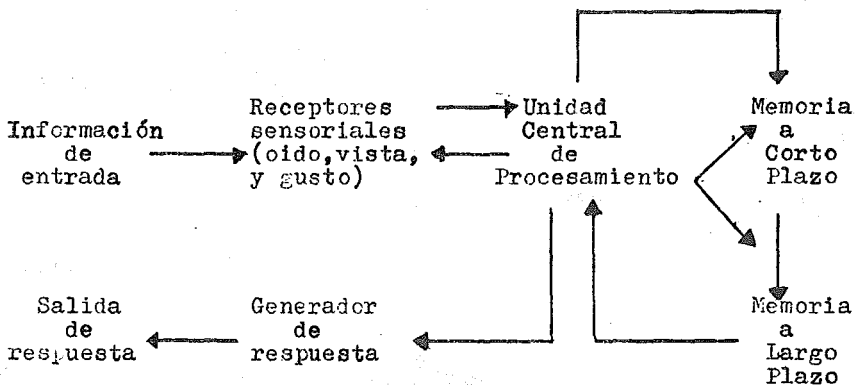 Información
de
entrada
Receptores
sensoriales
(oido,vista,
y gusto)
Unidad
Central
de
Procesamiento
Memoria
a
Corto
Plazo
Salida
de
respuesta
Generador
de
respuesta
Memoria
a
Largo
Plazo